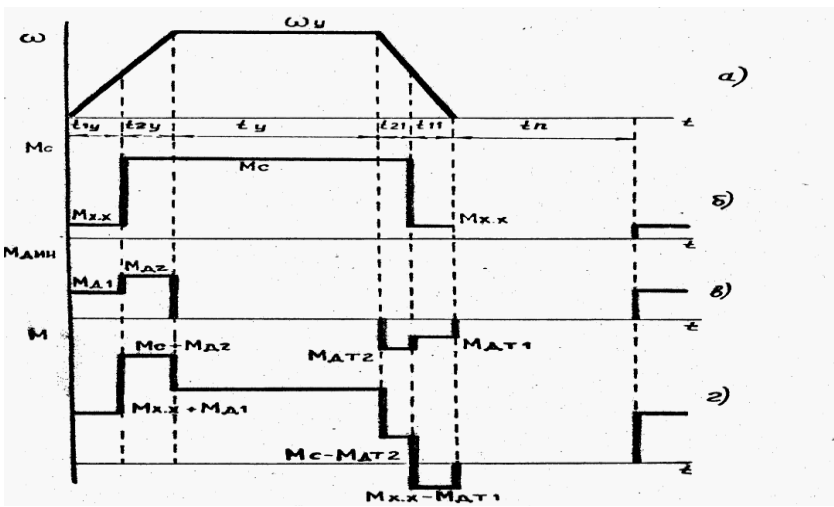 ω
ωу
а)
t
t1у
t2у
tу
t21
t11
tп
Mс
Mс
Mх.х
Mх.х
б)
t
Mдин
Mд1
Mд2
Mдт2
Mдт1
в)
t
M
Mс-Mд2
Mх.х+Mд1
Mс-Mдт2
Mх.х-Mдт1
г)
t